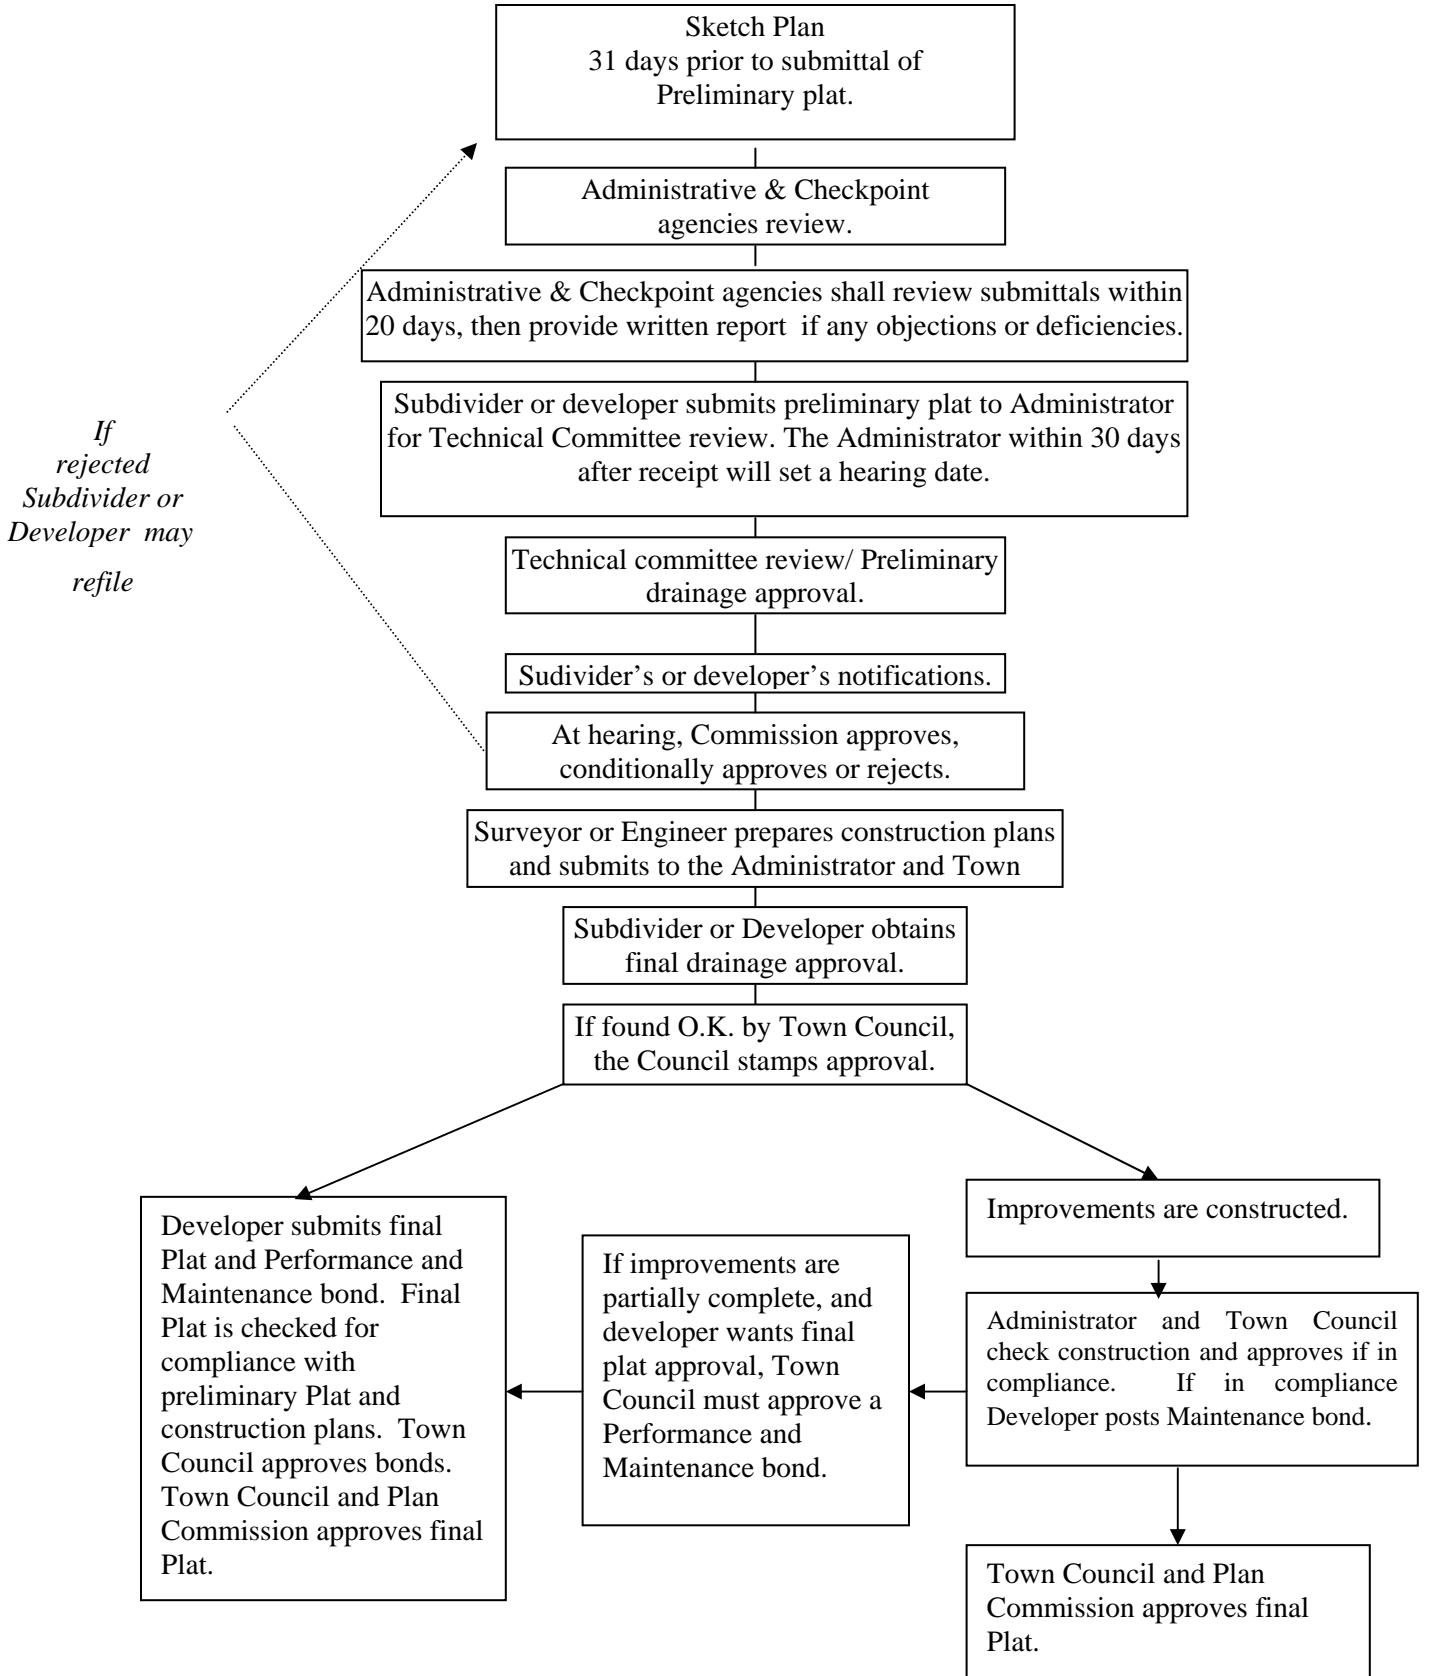 Sketch Plan
31 days prior to submittal of
Preliminary plat.
Administrative & Checkpoint
agencies review.
Administrative & Checkpoint agencies shall review submittals within
20 days, then provide written report if any objections or deficiencies.
Subdivider or developer submits preliminary plat to Administrator
for Technical Committee review. The Administrator within 30 days
after receipt will set a hearing date.
If
rejected
Subdivider or
Developer may
refile
Technical committee review/ Preliminary
drainage approval.
Sudivider’s or developer’s notifications.
At hearing, Commission approves,
conditionally approves or rejects.
Surveyor or Engineer prepares construction plans
and submits to the Administrator and Town
Subdivider or Developer obtains
final drainage approval.
If found O.K. by Town Council,
the Council stamps approval.
Developer submits final
Plat and Performance and
Maintenance bond. Final
Plat is checked for
compliance with
preliminary Plat and
construction plans. Town
Council approves bonds.
Town Council and Plan
Commission approves final
Plat.
If improvements are
partially complete, and
developer wants final
plat approval, Town
Council must approve a
Performance and
Maintenance bond.
Improvements are constructed.
Administrator and Town Council
check construction and approves if in
compliance. If in compliance
Developer posts Maintenance bond.
Town Council and Plan
Commission approves final
Plat.